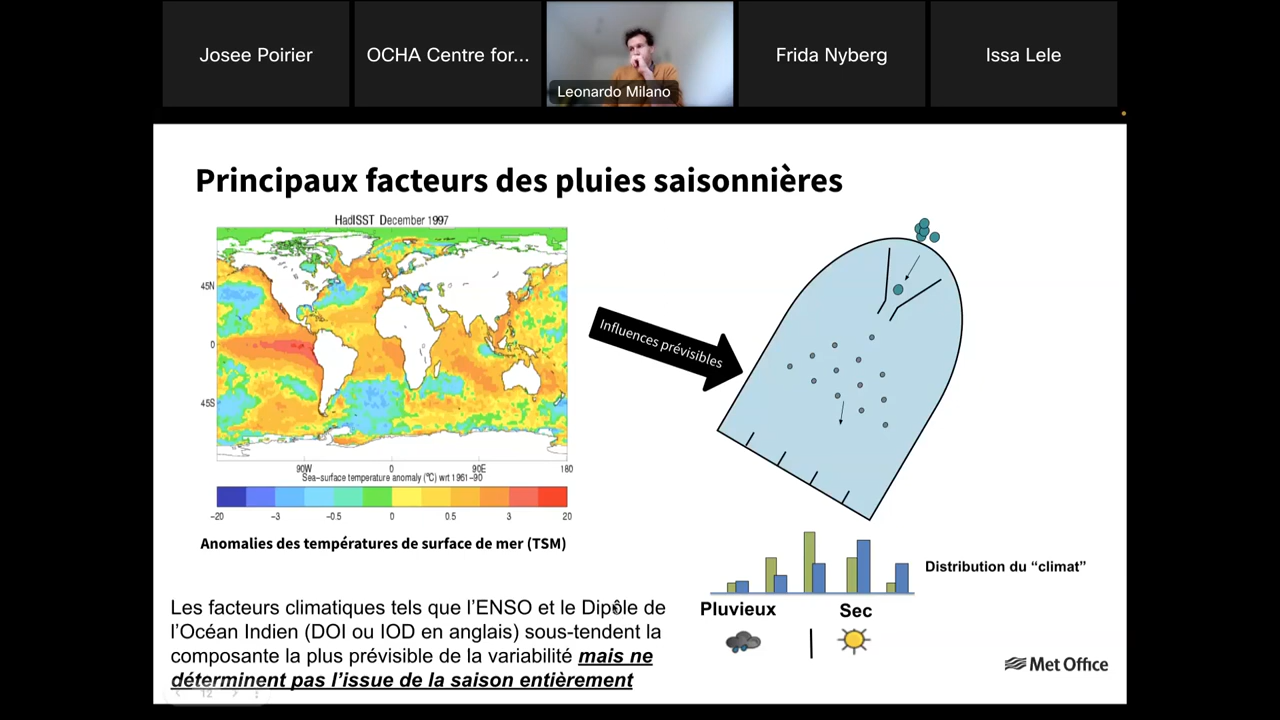 Josee Poirier
OCHA Centre for...
Leonardo Milano
Frida Nyberg
Issa Lele
Principaux facteurs des pluies saisonnières
HadISST December 1997
45N
0
45S
90W 0 90E 180
Sea-surface temperature anomaly (°C) wrt 1961-90
-20 -3 -0.5 0 0.5 3 20
Anomalies des températures de surface de mer (TSM)
Influences prévisibles
Distribution du “climat”
Pluvieux Sec
Les facteurs climatiques tels que l’ENSO et le Dipôle de
l’Océan Indien (DOI ou IOD en anglais) sous-tendent la
composante la plus prévisible de la variabilité mais ne
déterminent pas l’issue de la saison entièrement
12
Met Office